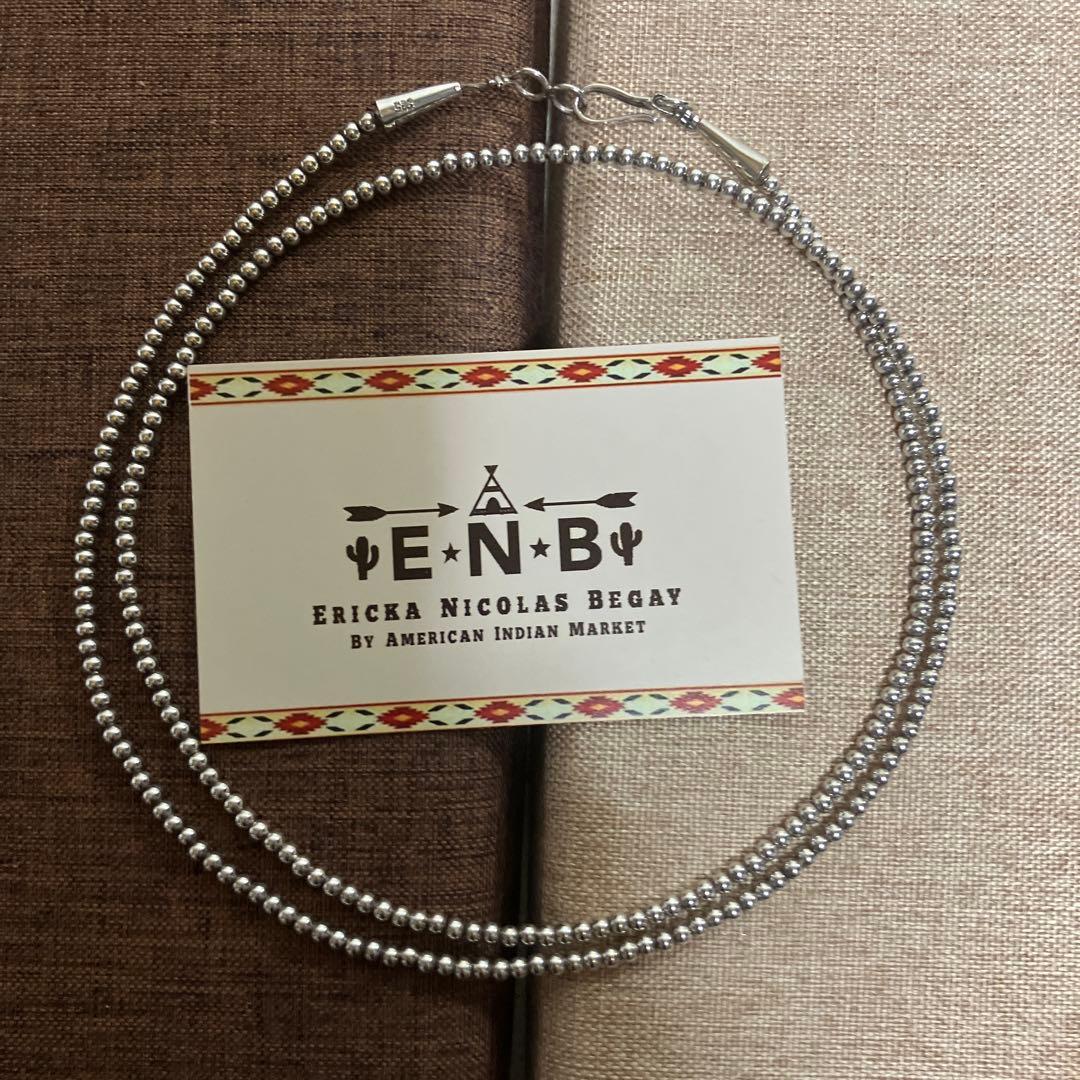 E★N★B
ERICKA NICOLAS BEGAY
BY AMERICAN INDIAN MARKET